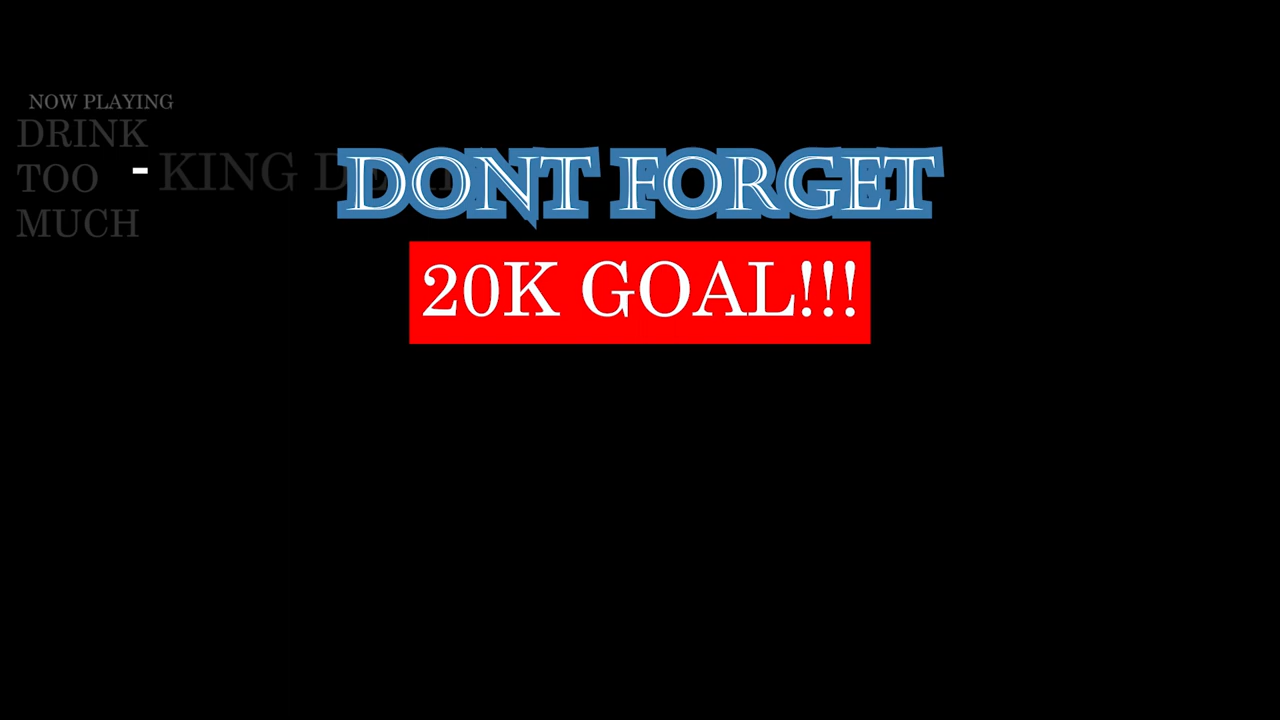 NOW PLAYING
DRINK
TOO
MUCH
- KING
DONT FORGET
20K GOAL!!!